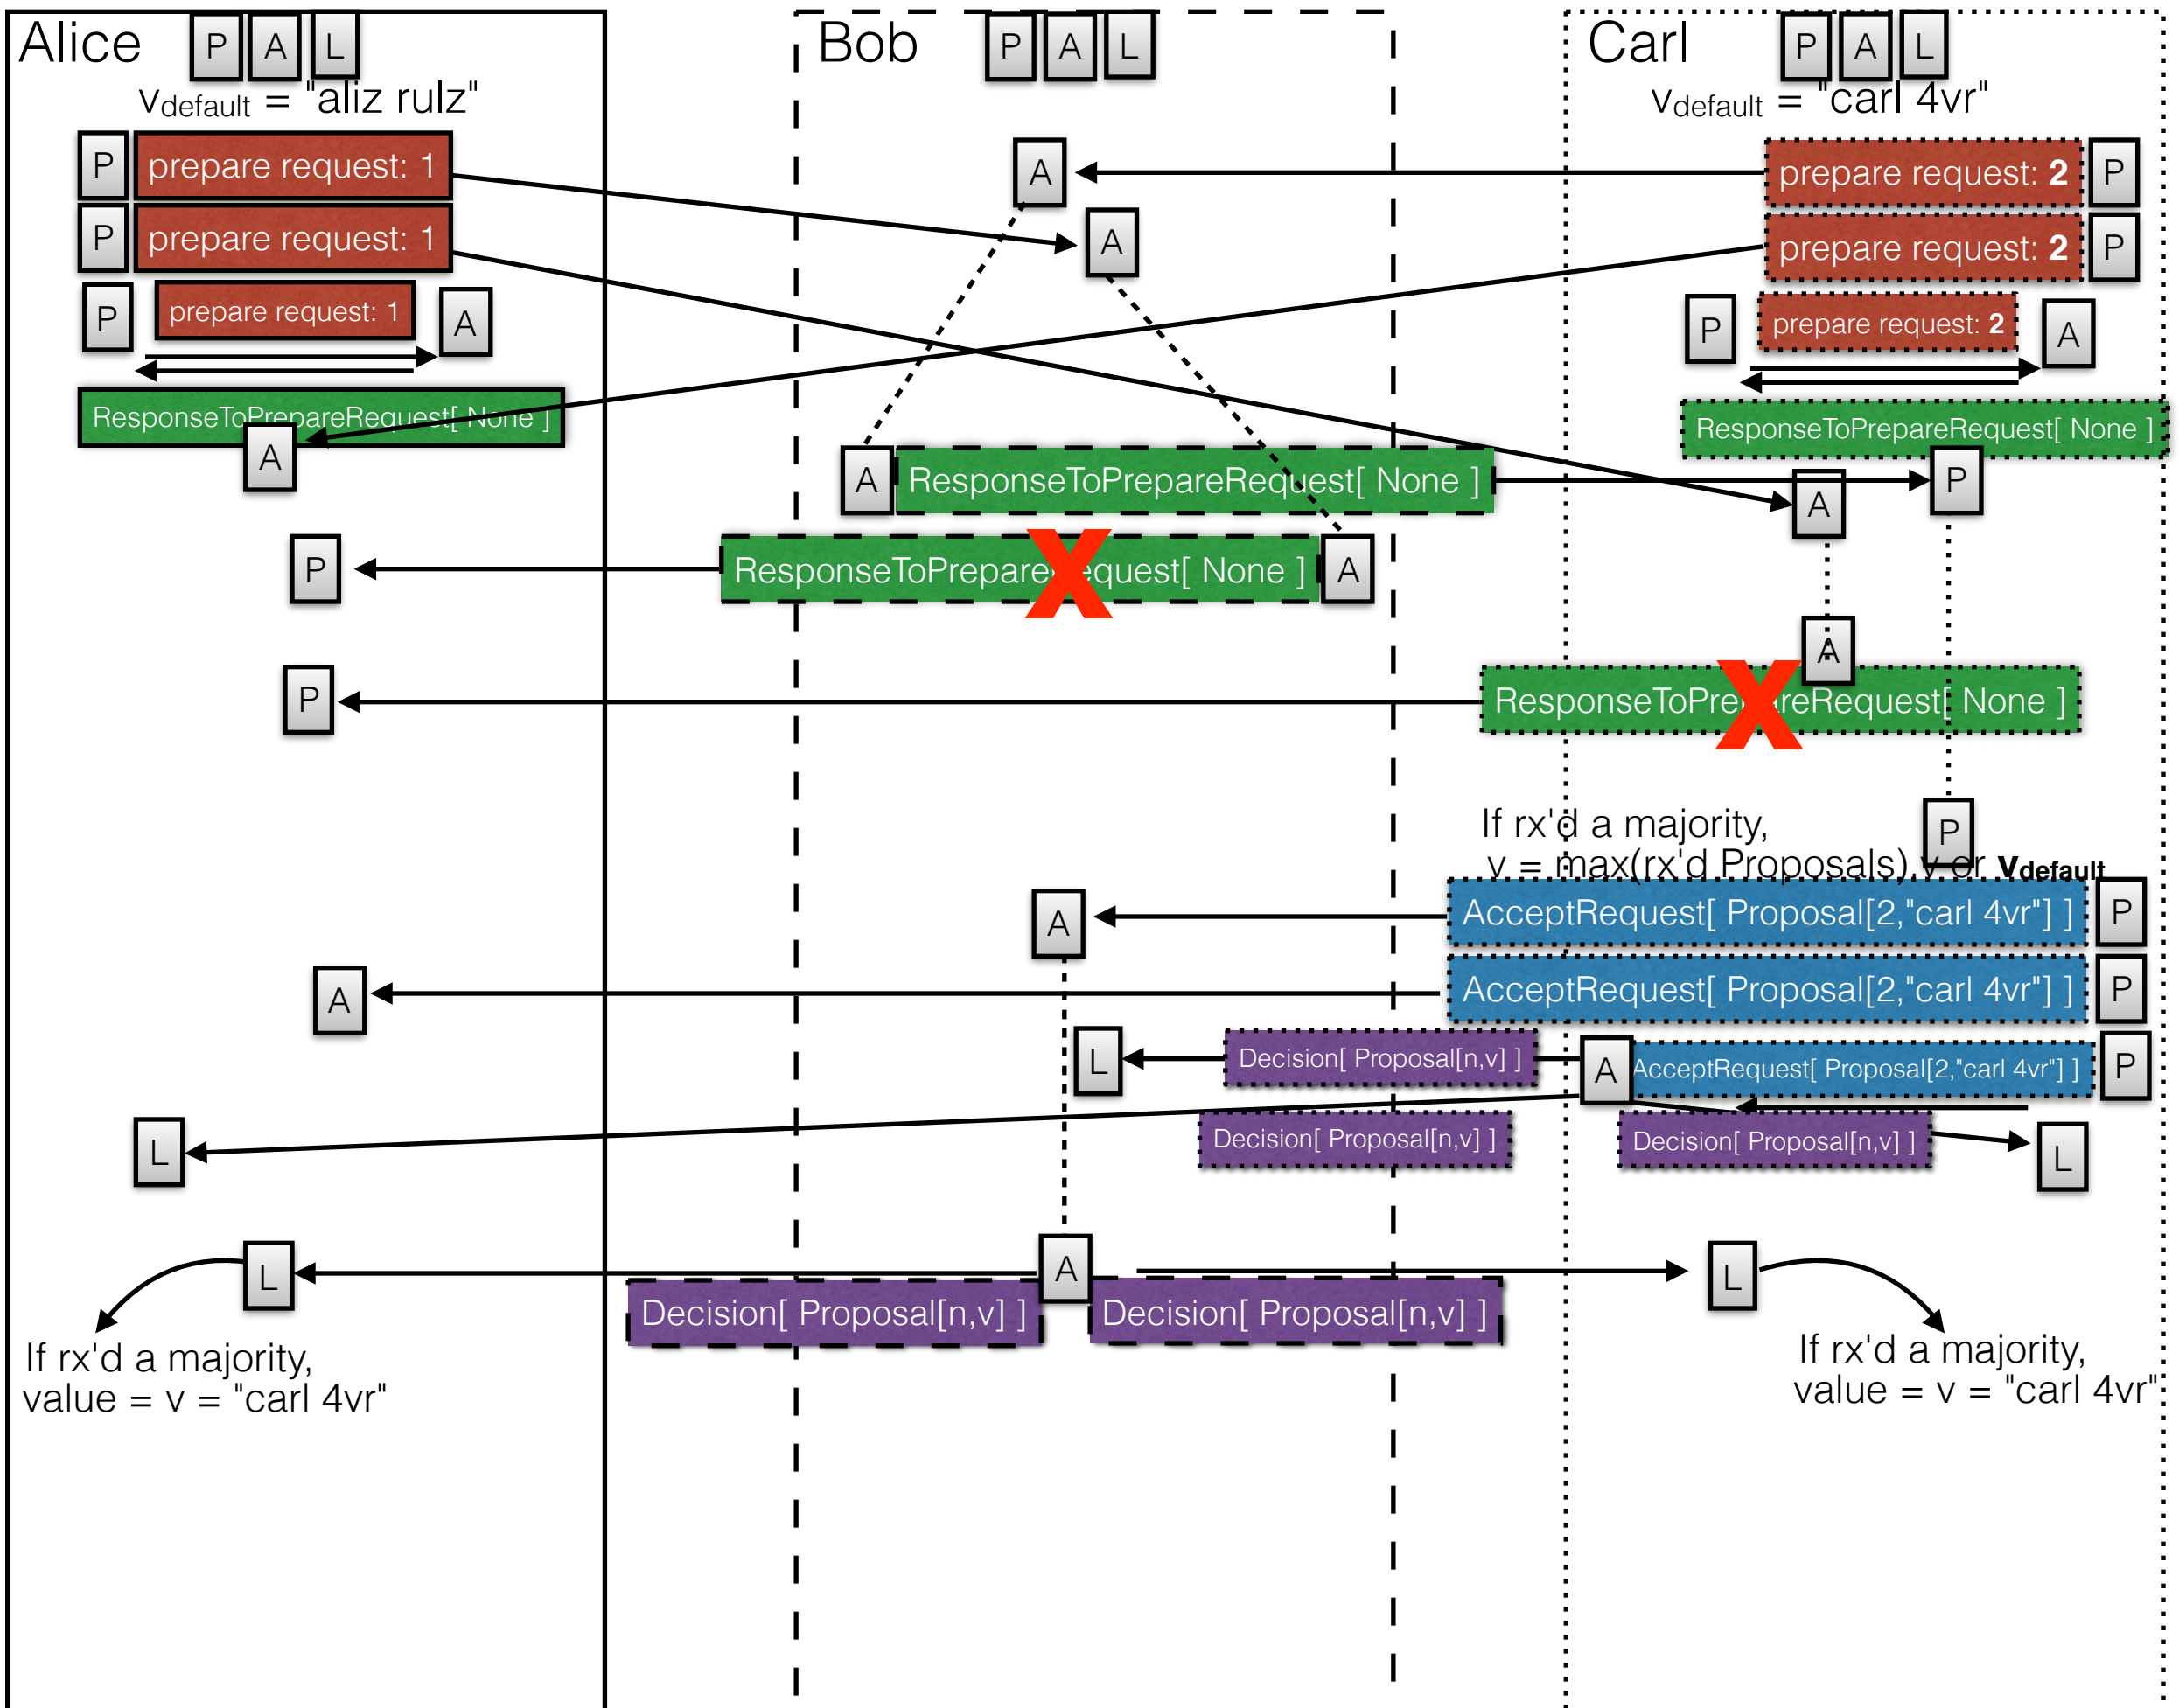 Alice P A L
Bob P A L
Carl P A L
vdefault = "aliz rulz"
vdefault = "carl 4vr"
P prepare request: 1
A
prepare request: 2 P
P prepare request: 1
A
prepare request: 2 P
P prepare request: 1 A
P prepare request: 2 A
ResponseToPrepareRequest[ None ]
ResponseToPrepareRequest[ None ]
A
A ResponseToPrepareRequest[ None ]
P
A
P
ResponseToPrepareRequest[ None ] A
X
A
P
ResponseToPrepareRequest[ None ]
X
If rx'd a majority,
P
v = max(rx'd Proposals).v or vdefault
A
AcceptRequest[ Proposal[2,"carl 4vr"] ] P
A
AcceptRequest[ Proposal[2,"carl 4vr"] ] P
L
Decision[ Proposal[n,v] ]
A
AcceptRequest[ Proposal[2,"carl 4vr"] ] P
L
Decision[ Proposal[n,v] ]
Decision[ Proposal[n,v] ]
L
L
A
L
Decision[ Proposal[n,v] ]
Decision[ Proposal[n,v] ]
If rx'd a majority,
value = v = "carl 4vr"
If rx'd a majority,
value = v = "carl 4vr"